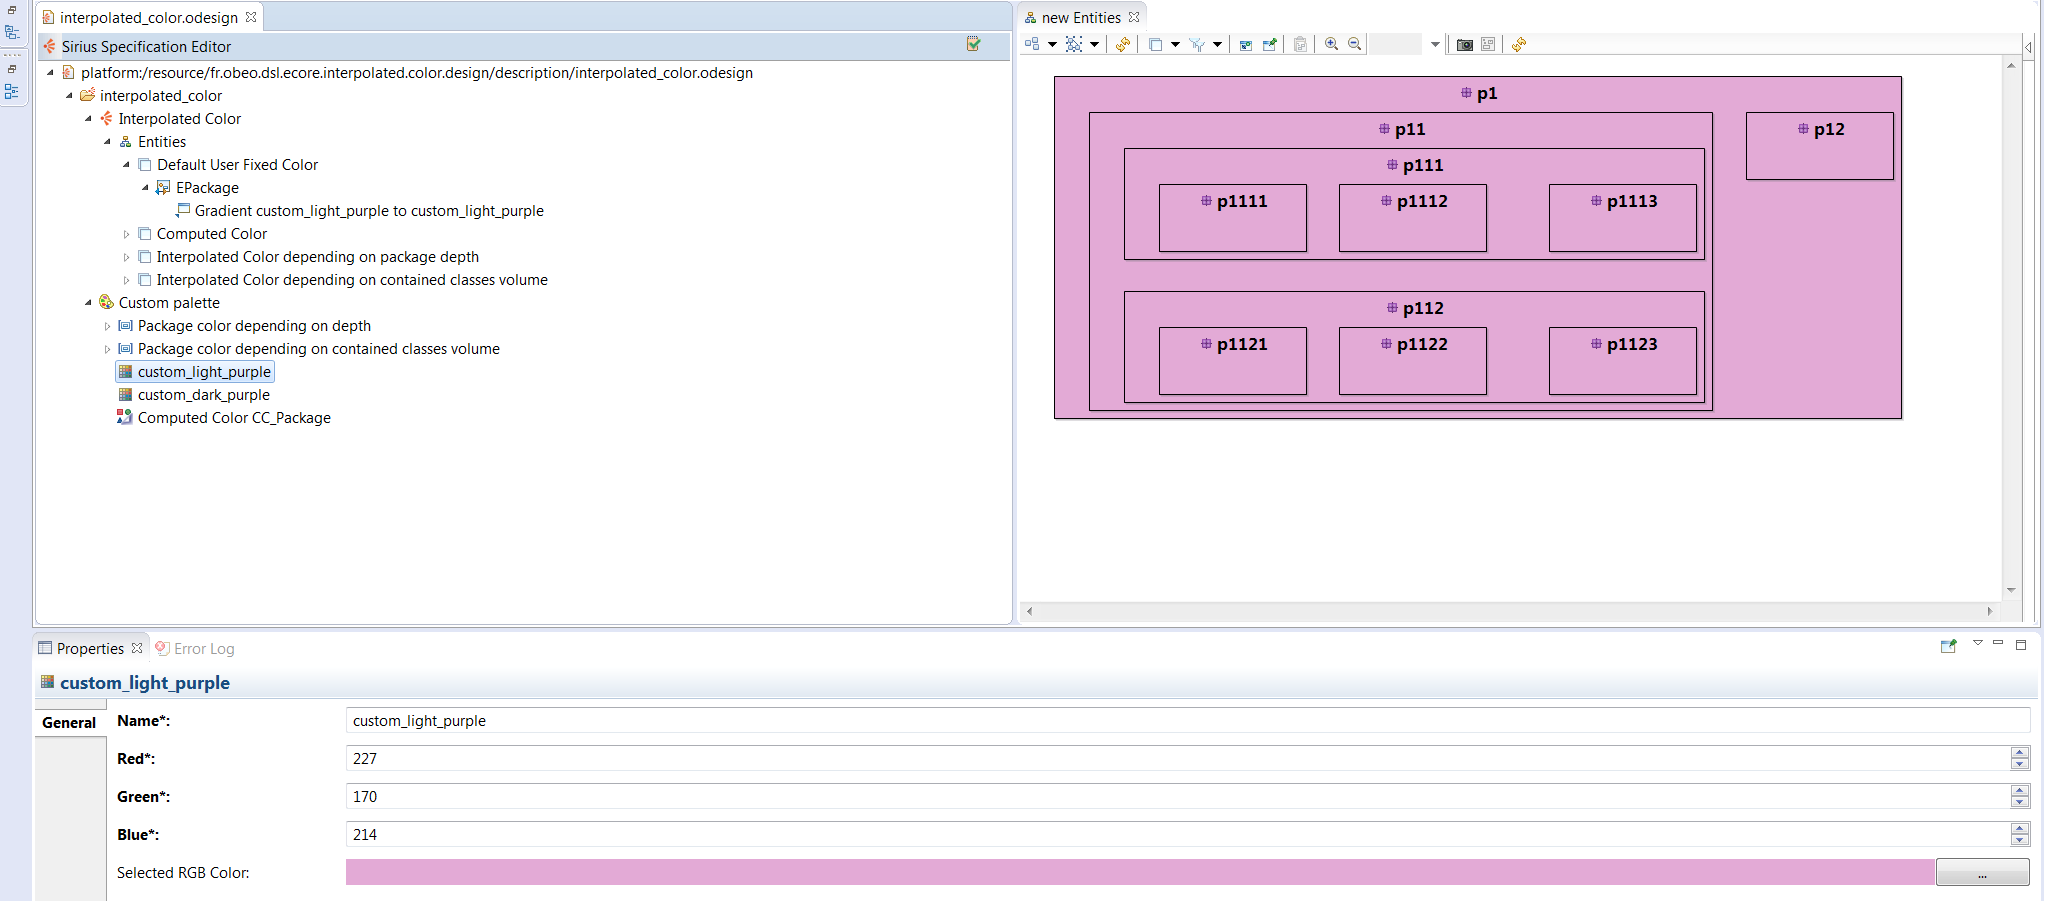 interpolated_color.odesign
Sirius Specification Editor
platform:/resource/fr.obeo.dsl.ecore.interpolated.color.design/description/interpolated_color.odesign
interpolated_color
Interpolated Color
Entities
Default User Fixed Color
EPackage
Gradient custom_light_purple to custom_light_purple
Computed Color
Interpolated Color depending on package depth
Interpolated Color depending on contained classes volume
Custom palette
Package color depending on depth
Package color depending on contained classes volume
custom_light_purple
custom_dark_purple
Computed Color CC_Package
new Entities
p1
p11
p12
p111
p1111 p1112 p1113
p112
p1121 p1122 p1123
Properties Error Log
custom_light_purple
General
Name*: custom_light_purple
Red*: 227
Green*: 170
Blue*: 214
Selected RGB Color: ...